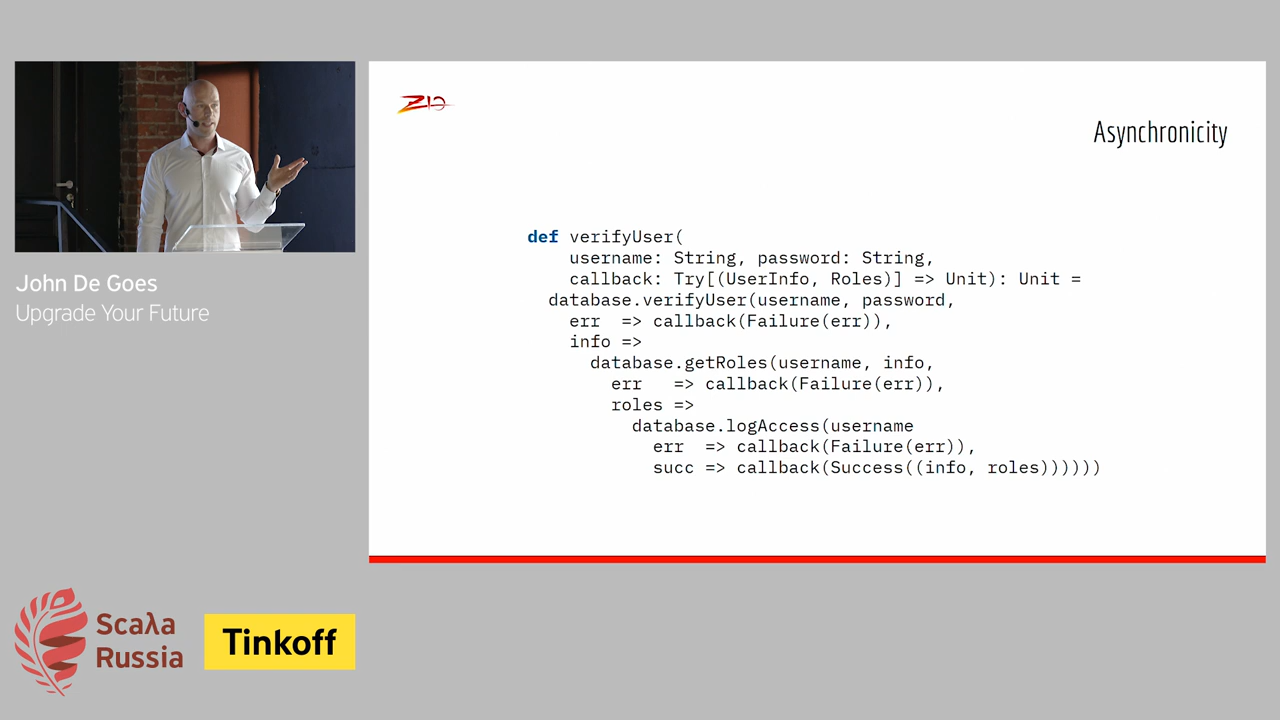 ZIO
Asynchronicity
def verifyUser(
    username: String, password: String,
    callback: Try[(UserInfo, Roles)] => Unit): Unit =
  database.verifyUser(username, password,
    err  => callback(Failure(err)),
    info =>
      database.getRoles(username, info,
        err   => callback(Failure(err)),
        roles =>
          database.logAccess(username
            err  => callback(Failure(err)),
            succ => callback(Success((info, roles))))))
John De Goes
Upgrade Your Future
Scaλa
Russia
Tinkoff